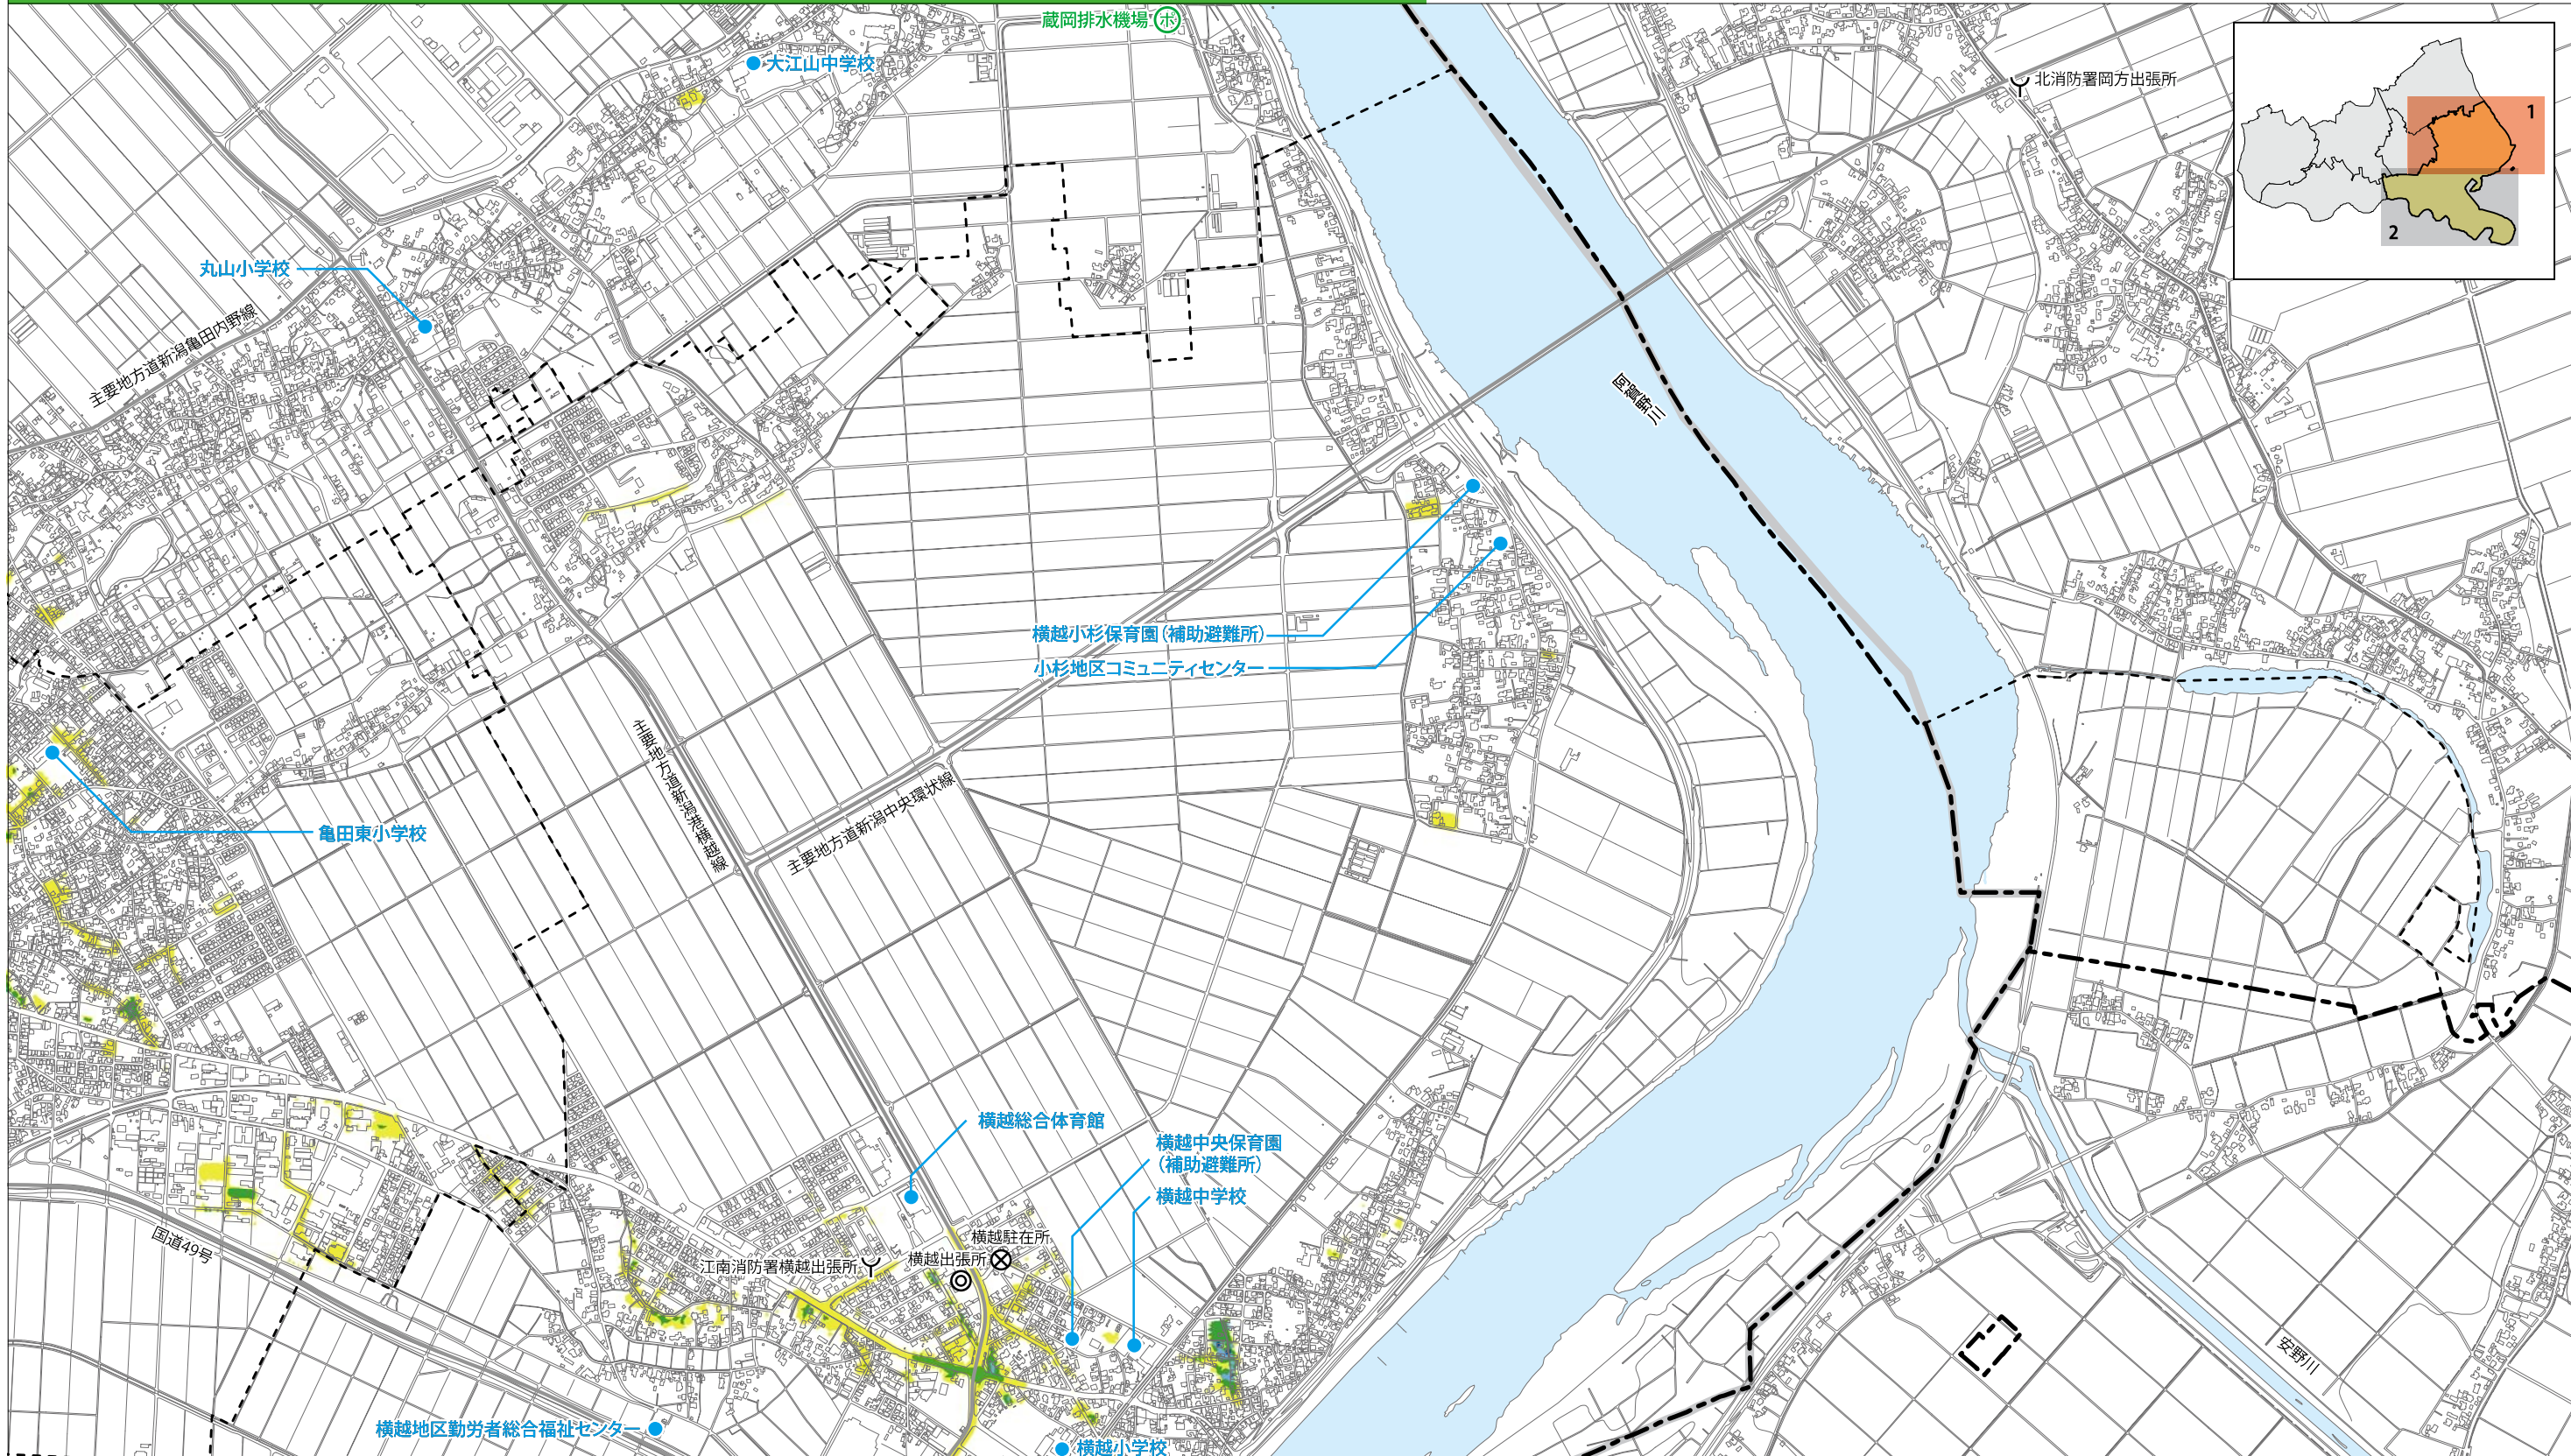 蔵岡排水機場 ポ
大江山中学校
北消防署岡方出張所
1
2
丸山小学校
主要地方道新潟亀田内野線
阿賀野川
横越小杉保育園（補助避難所）
小杉地区コミュニティセンター
主要地方道新潟港横越線
主要地方道新潟中央環状線
亀田東小学校
横越総合体育館
横越中央保育園
（補助避難所）
横越中学校
国道49号
横越駐在所
横越出張所
江南消防署横越出張所
安野川
横越地区勤労者総合福祉センター
横越小学校